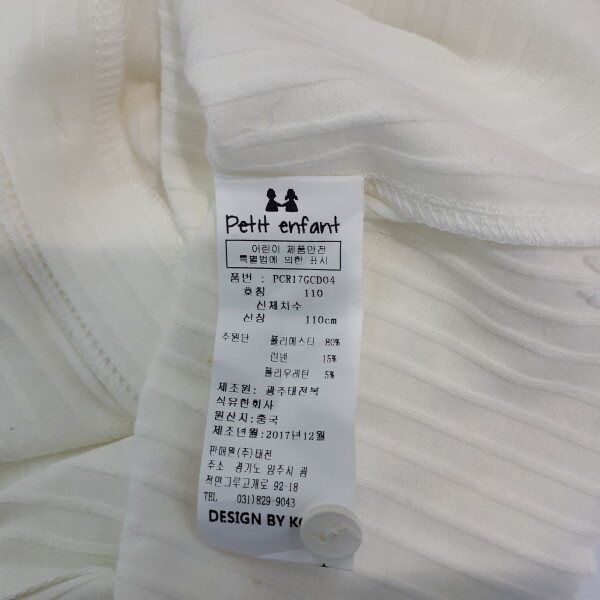 Petit enfant
어린이 제품안전
특별법에 의한 표시
품번 : PCR17GCD04
호칭 110
신체치수
신장 110cm
주원단 폴리에스터 80%
린넨 15%
폴리우레탄 5%
제조원: 광주태전복
식유한회사
원산지:중국
제조년월:2017년12월
판매원(주)태전
주소 경기도 양주시 광
적면그루고개로 92-18
TEL 031)829-9043
DESIGN BY